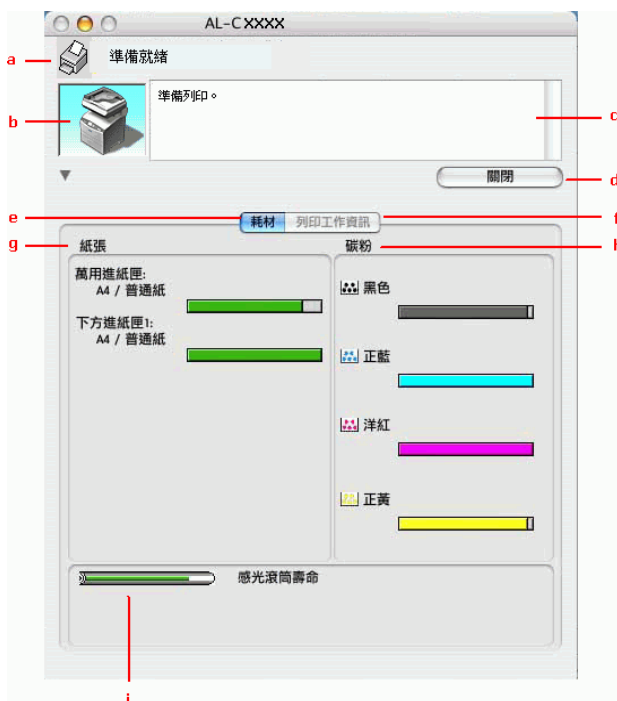 AL-CXXXX
a
準備就緒
b
準備列印。
c
關閉
d
e
耗材
列印工作資訊
f
g
紙張
碳粉
h
萬用進紙匣:
A4 / 普通紙
下方進紙匣1:
A4 / 普通紙
黑色
正藍
洋紅
正黃
感光滾筒壽命
i